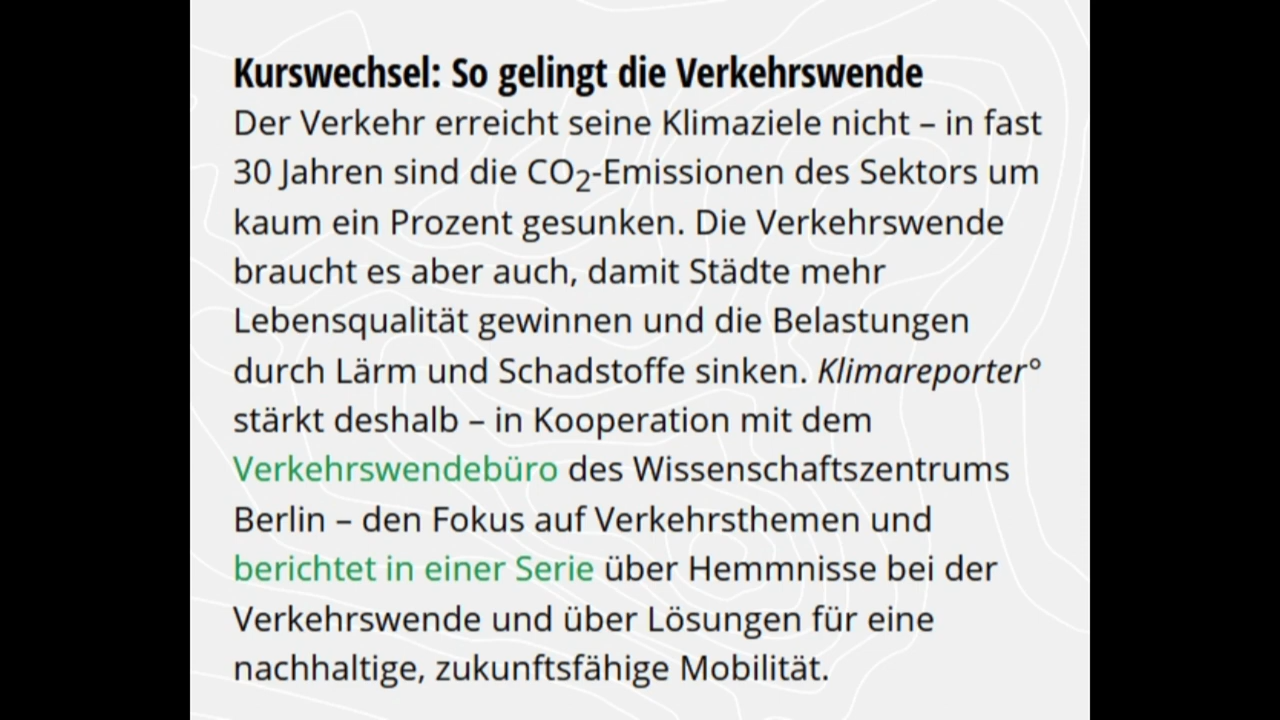 Kurswechsel: So gelingt die Verkehrswende
Der Verkehr erreicht seine Klimaziele nicht – in fast
30 Jahren sind die CO₂-Emissionen des Sektors um
kaum ein Prozent gesunken. Die Verkehrswende
braucht es aber auch, damit Städte mehr
Lebensqualität gewinnen und die Belastungen
durch Lärm und Schadstoffe sinken. Klimareporter°
stärkt deshalb – in Kooperation mit dem
Verkehrswendebüro des Wissenschaftszentrums
Berlin – den Fokus auf Verkehrsthemen und
berichtet in einer Serie über Hemmnisse bei der
Verkehrswende und über Lösungen für eine
nachhaltige, zukunftsfähige Mobilität.